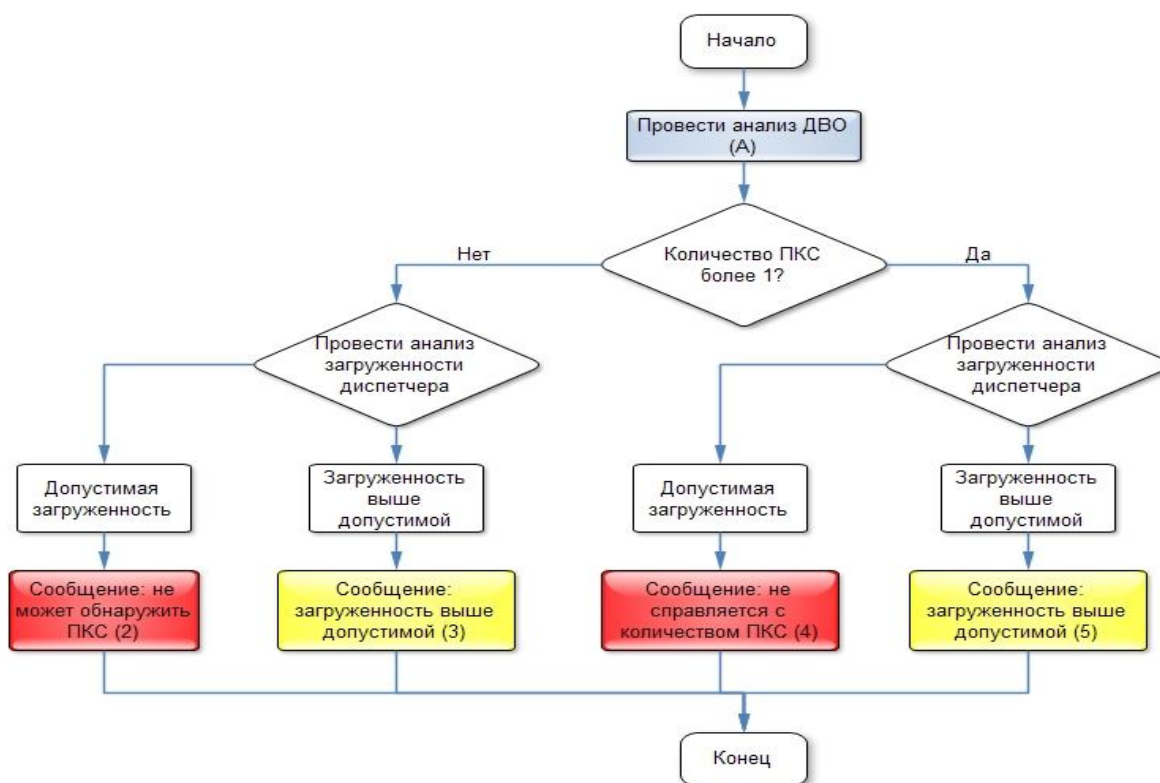 Начало
Провести анализ ДВО
(А)
Количество ПКС
более 1?
Нет
Да
Провести анализ
загруженности
диспетчера
Провести анализ
загруженности
диспетчера
Допустимая
загруженность
Загруженность
выше
допустимой
Допустимая
загруженность
Загруженность
выше
допустимой
Сообщение: не
может обнаружить
ПКС (2)
Сообщение:
загруженность выше
допустимой (3)
Сообщение: не
справляется с
количеством ПКС (4)
Сообщение:
загруженность выше
допустимой (5)
Конец